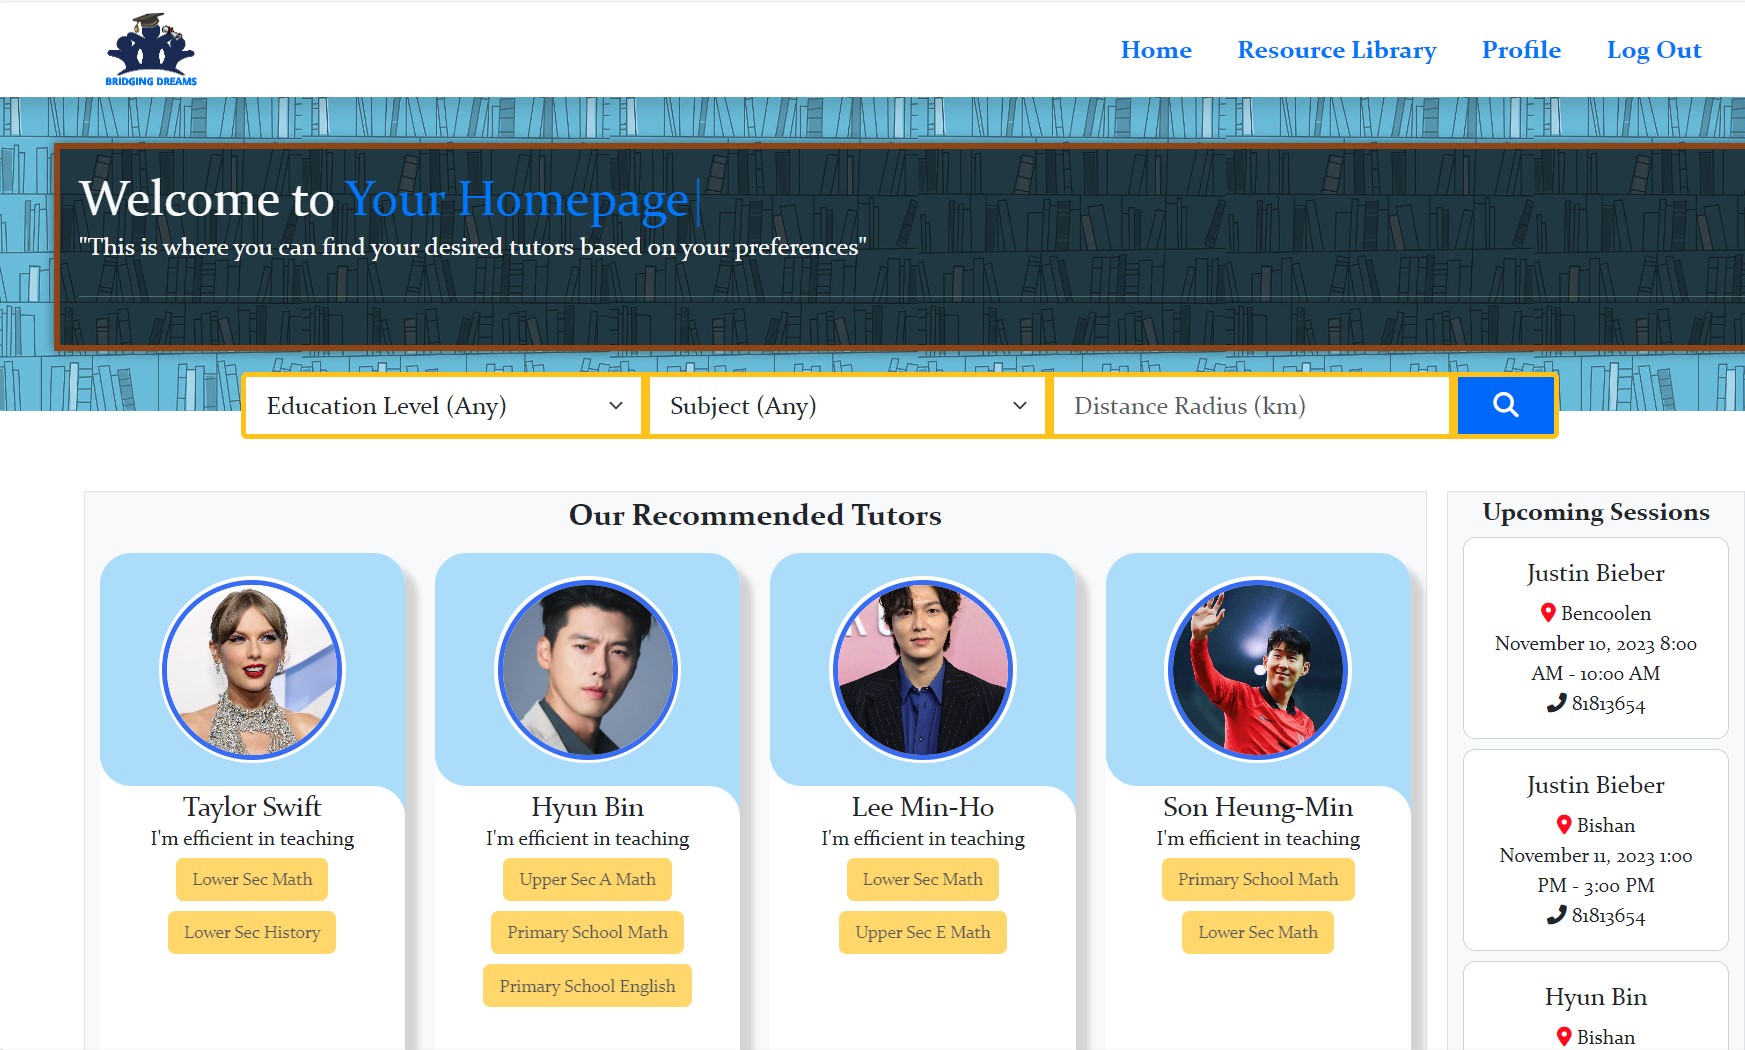 BRIDGING DREAMS
Home
Resource Library
Profile
Log Out
Welcome to Your Homepage|
"This is where you can find your desired tutors based on your preferences"
Education Level (Any)
Subject (Any)
Distance Radius (km)
Our Recommended Tutors
Taylor Swift
I'm efficient in teaching
Lower Sec Math
Lower Sec History
Hyun Bin
I'm efficient in teaching
Upper Sec A Math
Primary School Math
Primary School English
Lee Min-Ho
I'm efficient in teaching
Lower Sec Math
Upper Sec E Math
Son Heung-Min
I'm efficient in teaching
Primary School Math
Lower Sec Math
Upcoming Sessions
Justin Bieber
Bencoolen
November 10, 2023 8:00
AM - 10:00 AM
81813654
Justin Bieber
Bishan
November 11, 2023 1:00
PM - 3:00 PM
81813654
Hyun Bin
Bishan